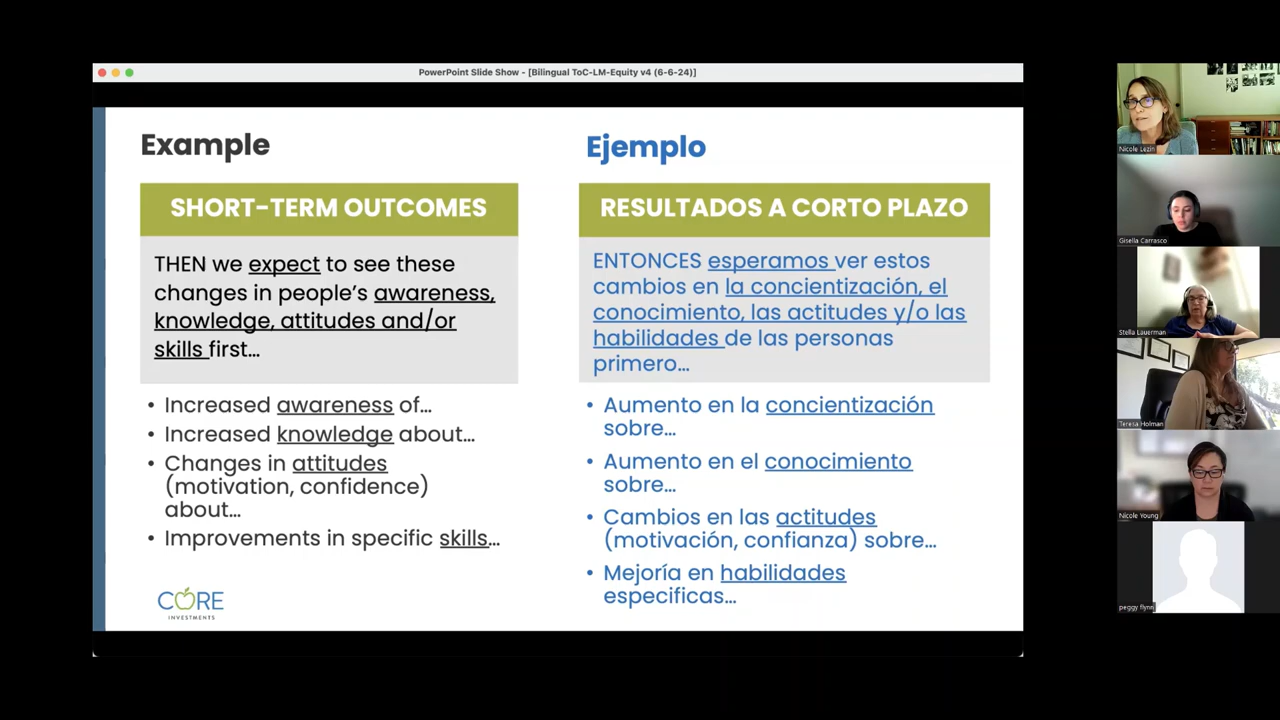 PowerPoint Slide Show - [Bilingual ToC-LM-Equity v4 (6-6-24)]
Example
SHORT-TERM OUTCOMES
THEN we expect to see these
changes in people's awareness,
knowledge, attitudes and/or
skills first...
• Increased awareness of...
• Increased knowledge about...
• Changes in attitudes
(motivation, confidence)
about...
• Improvements in specific skills...
CORE
INVESTMENTS
Ejemplo
RESULTADOS A CORTO PLAZO
ENTONCES esperamos ver estos
cambios en la concientización, el
conocimiento, las actitudes y/o las
habilidades de las personas
primero...
• Aumento en la concientización
sobre...
• Aumento en el conocimiento
sobre...
• Cambios en las actitudes
(motivación, confianza) sobre...
• Mejoría en habilidades
especificas...
Nicole Lezin
Gisella Carrasco
Stella Lauerman
Teresa Holman
Nicole Young
peggy flynn